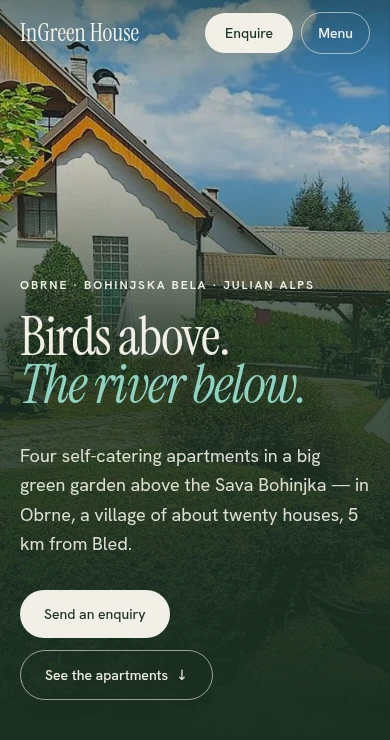 InGreen House
Enquire
Menu
OBRNE · BOHINJSKA BELA · JULIAN ALPS
Birds above.
The river below.
Four self-catering apartments in a big
green garden above the Sava Bohinjka — in
Obrne, a village of about twenty houses, 5
km from Bled.
Send an enquiry
See the apartments ↓